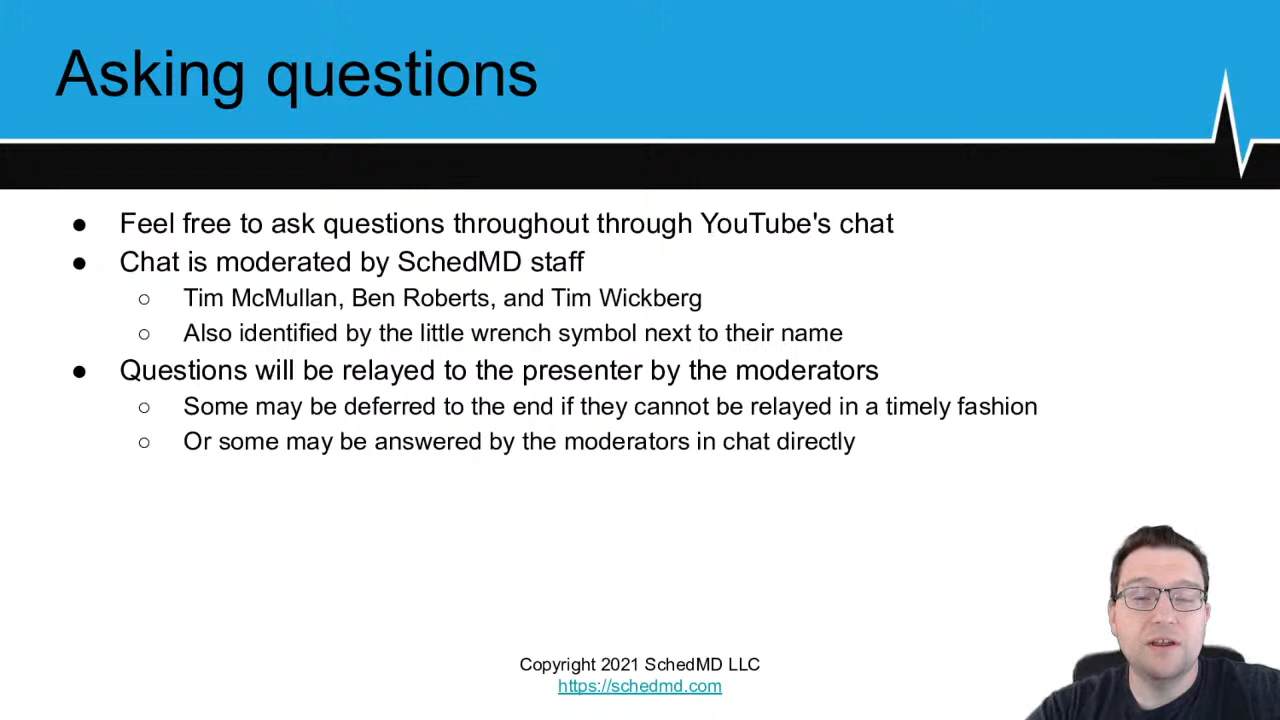 Asking questions
● Feel free to ask questions throughout through YouTube's chat
● Chat is moderated by SchedMD staff
○ Tim McMullan, Ben Roberts, and Tim Wickberg
○ Also identified by the little wrench symbol next to their name
● Questions will be relayed to the presenter by the moderators
○ Some may be deferred to the end if they cannot be relayed in a timely fashion
○ Or some may be answered by the moderators in chat directly
Copyright 2021 SchedMD LLC
https://schedmd.com